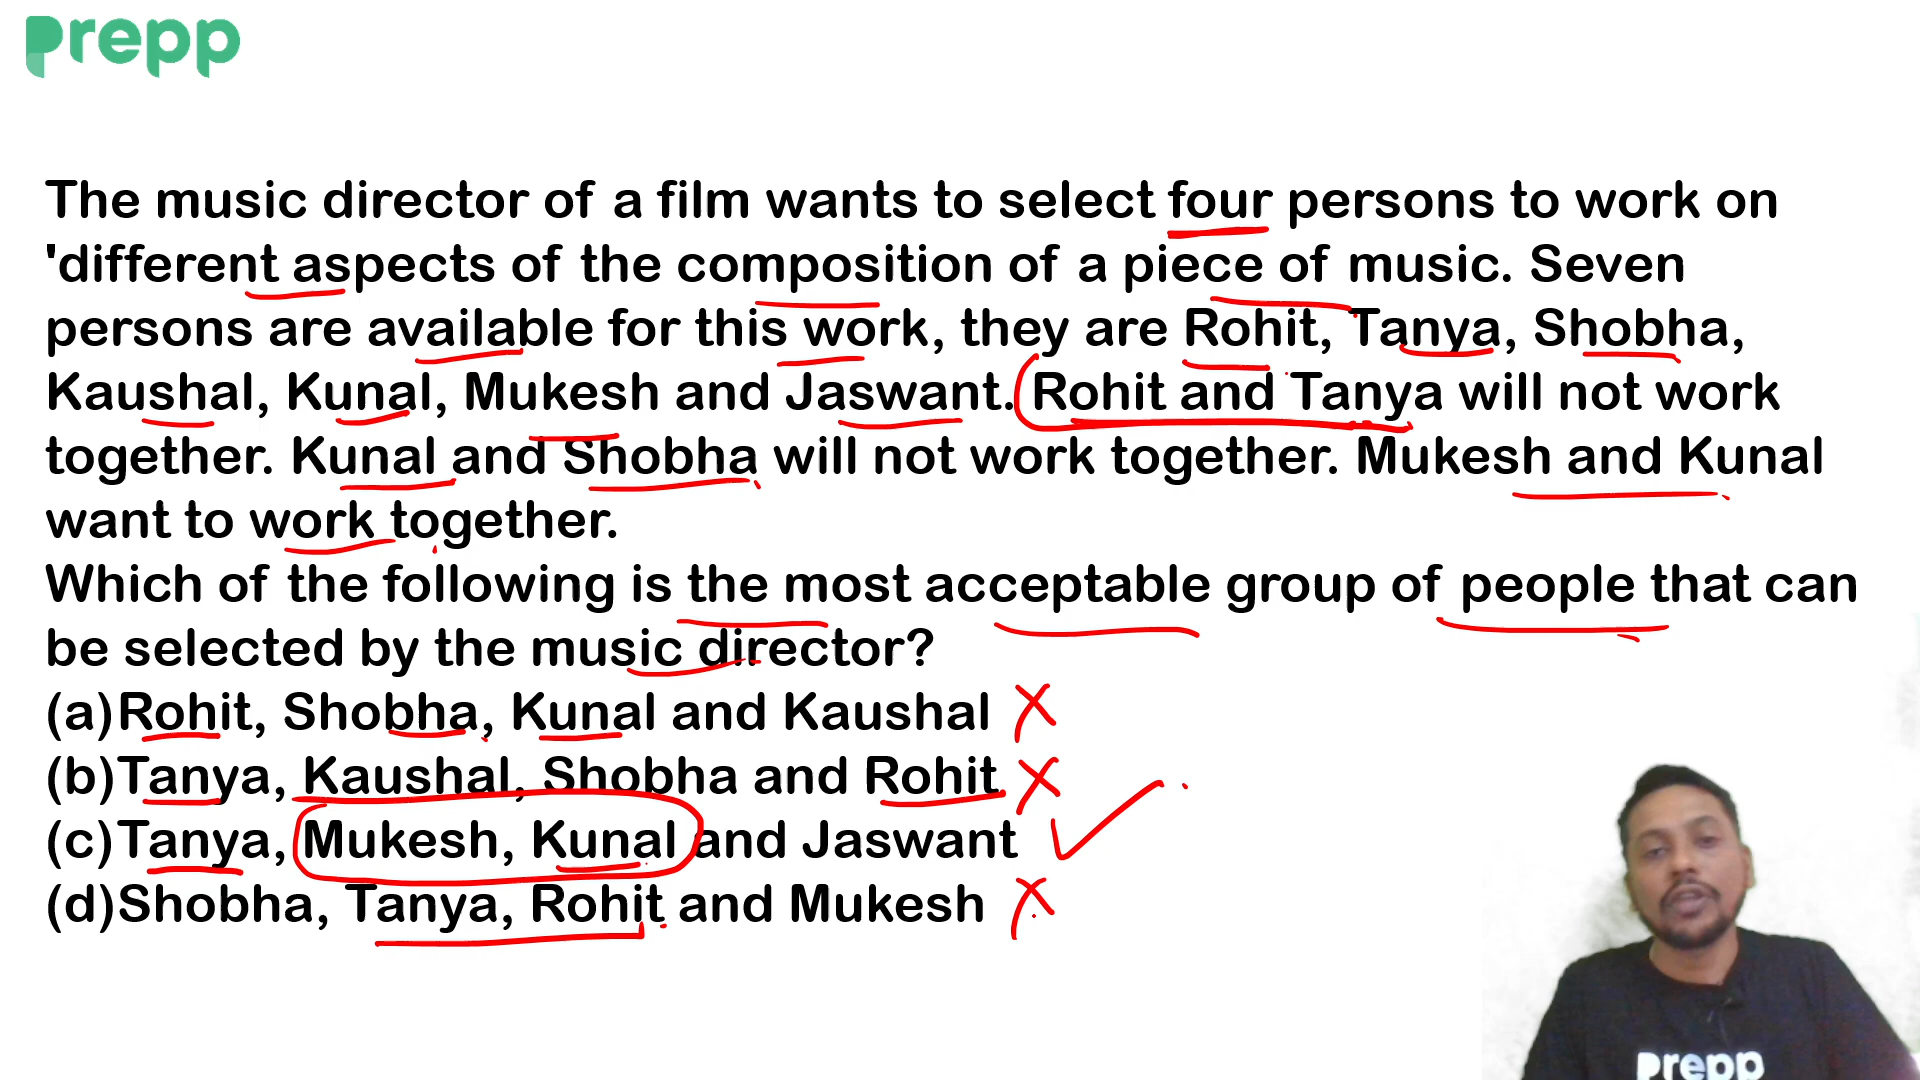 prepp
The music director of a film wants to select four persons to work on
'different aspects of the composition of a piece of music. Seven
persons are available for this work, they are Rohit, Tanya, Shobha,
Kaushal, Kunal, Mukesh and Jaswant. Rohit and Tanya will not work
together. Kunal and Shobha will not work together. Mukesh and Kunal
want to work together.
Which of the following is the most acceptable group of people that can
be selected by the music director?
(a)Rohit, Shobha, Kunal and Kaushal
(b)Tanya, Kaushal, Shobha and Rohit
(c)Tanya, Mukesh, Kunal and Jaswant
(d)Shobha, Tanya, Rohit and Mukesh
prepp